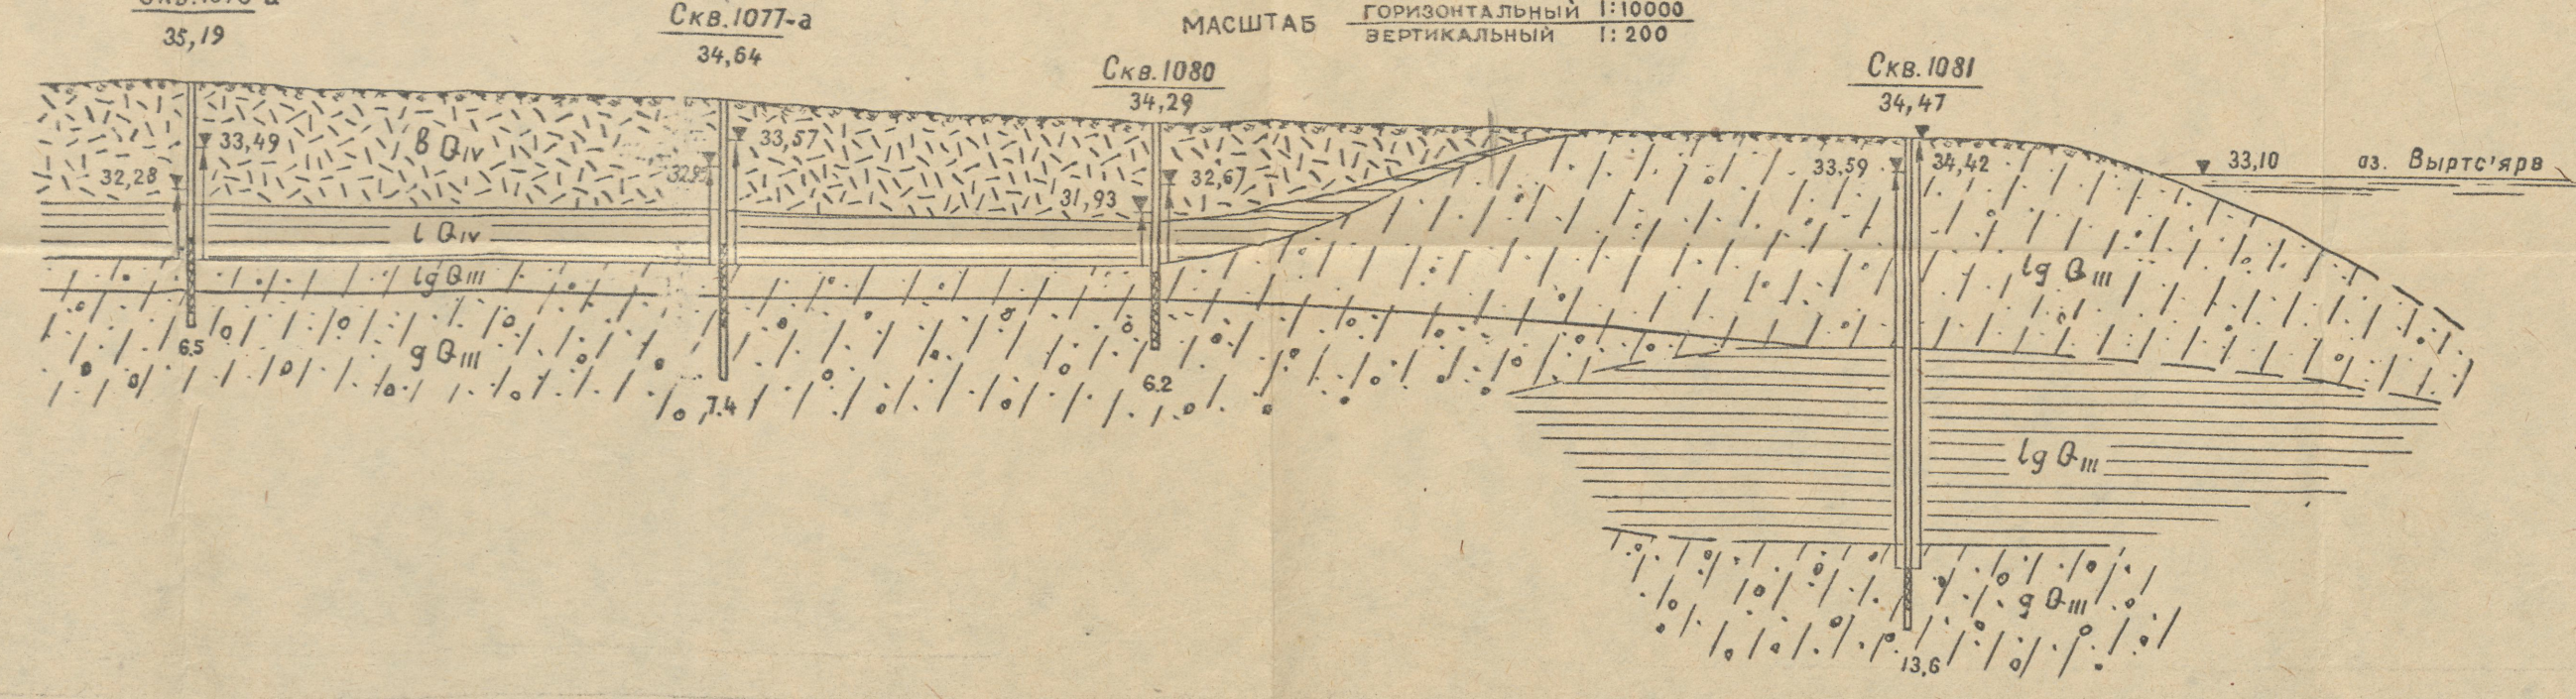 35,19
Скв.1077-а
34,64
МАСШТАБ ГОРИЗОНТАЛЬНЫЙ 1:10000
ВЕРТИКАЛЬНЫЙ 1:200
Скв.1080
34,29
Скв.1081
34,47
33,49
в QIV
33,57
32,28
32,67
31,93
33,59
34,42
33,10
оз. Выртс'ярв
l QIV
lg QIII
lg QIII
6.5
g QIII
7.4
6.2
lg QIII
g QIII
13,6